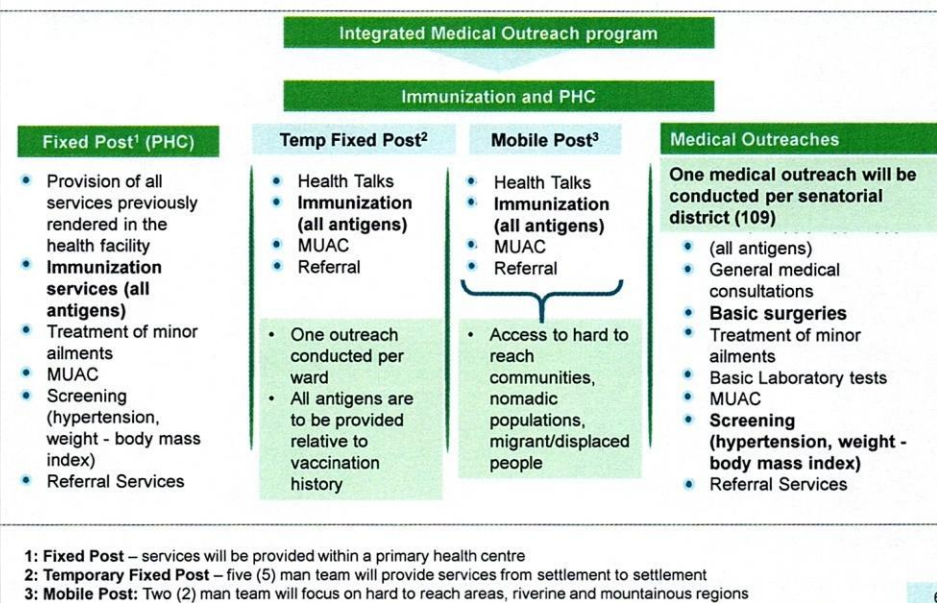 Integrated Medical Outreach program
Immunization and PHC
Fixed Post¹ (PHC)
• Provision of all
services previously
rendered in the
health facility
• Immunization
services (all
antigens)
• Treatment of minor
ailments
• MUAC
• Screening
(hypertension,
weight - body mass
index)
• Referral Services
Temp Fixed Post²
• Health Talks
• Immunization
(all antigens)
• MUAC
• Referral
• One outreach
conducted per
ward
• All antigens are
to be provided
relative to
vaccination
history
Mobile Post³
• Health Talks
• Immunization
(all antigens)
• MUAC
• Referral
• Access to hard to
reach
communities,
nomadic
populations,
migrant/displaced
people
Medical Outreaches
One medical outreach will be
conducted per senatorial
district (109)
(all antigens)
• General medical
consultations
• Basic surgeries
• Treatment of minor
ailments
• Basic Laboratory tests
• MUAC
• Screening
(hypertension, weight -
body mass index)
• Referral Services
1: Fixed Post – services will be provided within a primary health centre
2: Temporary Fixed Post – five (5) man team will provide services from settlement to settlement
3: Mobile Post: Two (2) man team will focus on hard to reach areas, riverine and mountainous regions